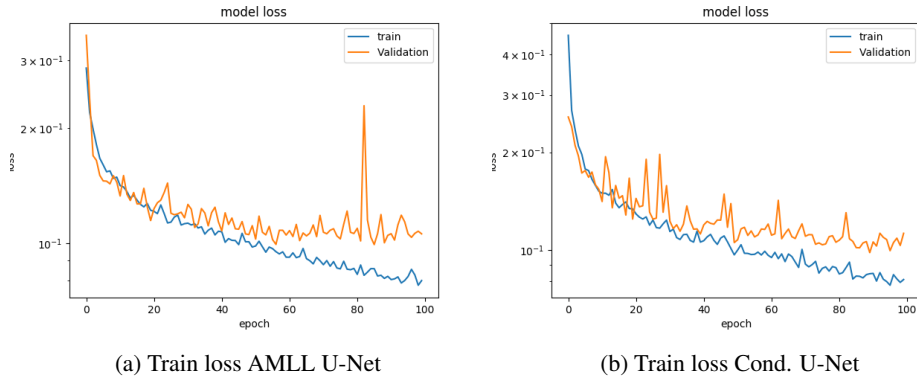 model loss
train
Validation
3 × 10⁻¹
2 × 10⁻¹
10⁻¹
loss
0 20 40 60 80 100
epoch
(a) Train loss AMLL U-Net
model loss
train
Validation
4 × 10⁻¹
3 × 10⁻¹
2 × 10⁻¹
10⁻¹
loss
0 20 40 60 80 100
epoch
(b) Train loss Cond. U-Net